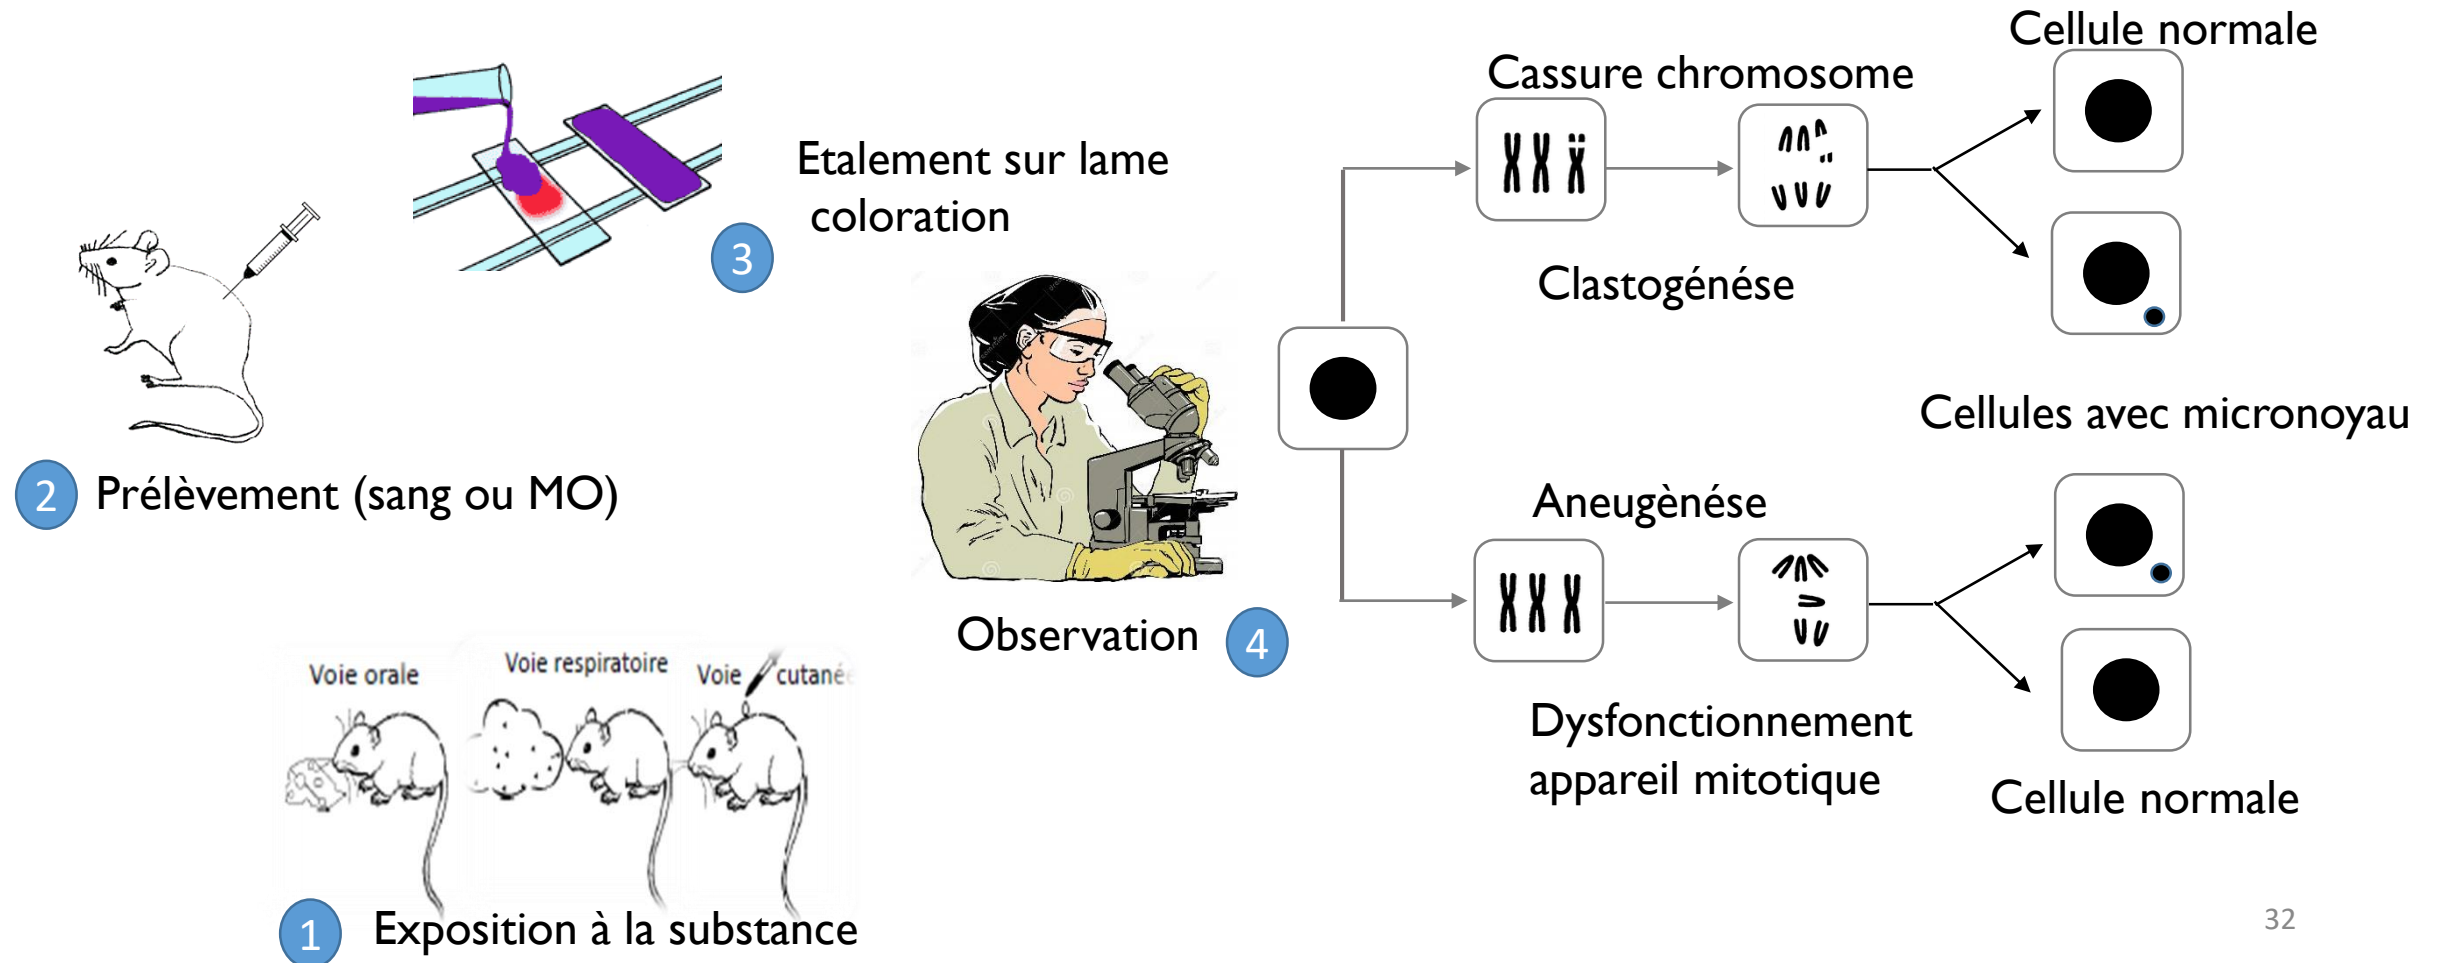 1
Exposition à la substance
Voie orale
Voie respiratoire
Voie cutanée
2
Prélèvement (sang ou MO)
3
Etalement sur lame
coloration
Observation
4
Cassure chromosome
Clastogénése
Cellule normale
Cellules avec micronoyau
Aneugènése
Dysfonctionnement
appareil mitotique
Cellule normale
32